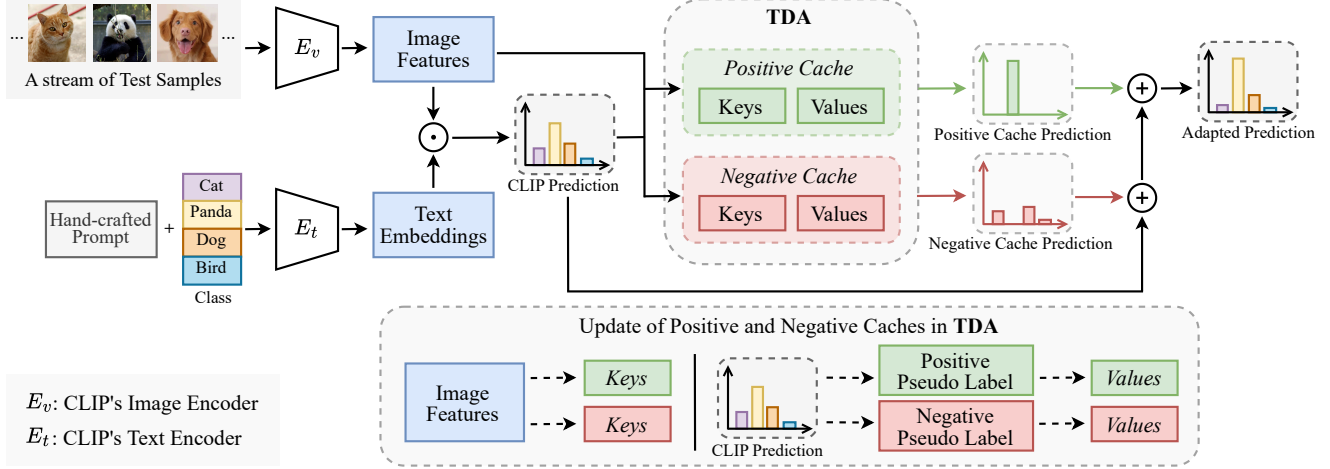 ... ...
A stream of Test Samples
E_v
Image
Features
TDA
Positive Cache
Keys Values
Positive Cache Prediction
Adapted Prediction
CLIP Prediction
Negative Cache
Keys Values
Negative Cache Prediction
Hand-crafted
Prompt
+
Cat
Panda
Dog
Bird
Class
E_t
Text
Embeddings
Update of Positive and Negative Caches in TDA
Image
Features
Keys
Keys
CLIP Prediction
Positive
Pseudo Label
Values
Negative
Pseudo Label
Values
E_v: CLIP's Image Encoder
E_t: CLIP's Text Encoder